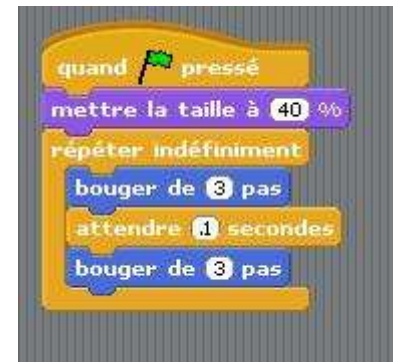 quand pressé
mettre la taille à 40 %
répéter indéfiniment
bouger de 3 pas
attendre .1 secondes
bouger de 3 pas